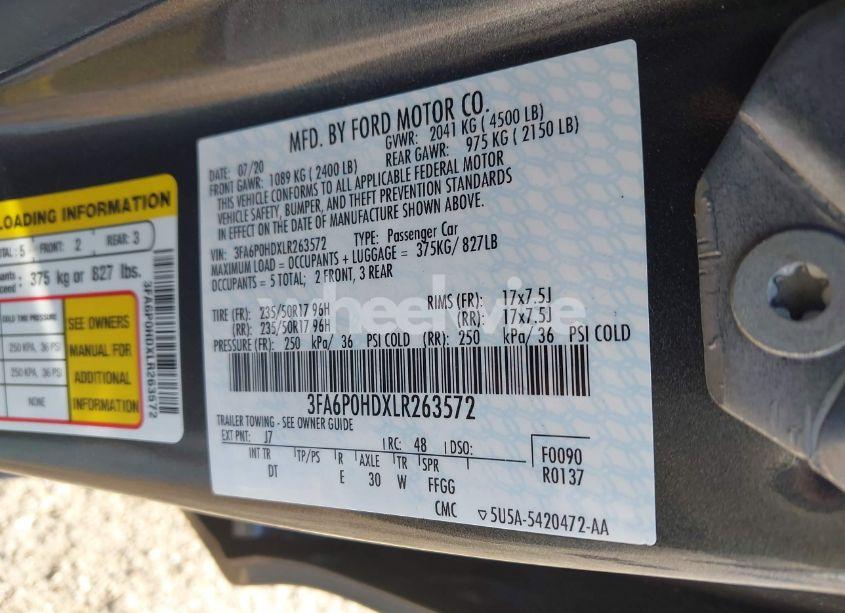 LOADING INFORMATION
TOTAL: 5 FRONT: 2 REAR: 3
375 kg or 827 lbs.
COLD TIRE PRESSURE
250 KPA, 36 PSI
250 KPA, 36 PSI
NONE
SEE OWNERS
MANUAL FOR
ADDITIONAL
INFORMATION
3FA6P0HDXLR263572
MFD. BY FORD MOTOR CO.
DATE: 07/20 GVWR: 2041 KG ( 4500 LB)
FRONT GAWR: 1089 KG ( 2400 LB) REAR GAWR: 975 KG ( 2150 LB)
THIS VEHICLE CONFORMS TO ALL APPLICABLE FEDERAL MOTOR
VEHICLE SAFETY, BUMPER, AND THEFT PREVENTION STANDARDS
IN EFFECT ON THE DATE OF MANUFACTURE SHOWN ABOVE.
VIN: 3FA6P0HDXLR263572 TYPE: Passenger Car
MAXIMUM LOAD = OCCUPANTS + LUGGAGE = 375KG/ 827LB
OCCUPANTS = 5 TOTAL; 2 FRONT, 3 REAR
wheelvie
TIRE (FR): 235/50R17 96H RIMS (FR): 17x7.5J
(RR): 235/50R17 96H (RR): 17x7.5J
PRESSURE (FR): 250 kPa/ 36 PSI COLD (RR): 250 kPa/ 36 PSI COLD
3FA6P0HDXLR263572
TRAILER TOWING - SEE OWNER GUIDE
EXT PNT: J7 RC: 48 DSO: F0090
INT TR TP/PS R AXLE TR SPR R0137
DT E 30 W FFGG
CMC ▽5U5A-5420472-AA